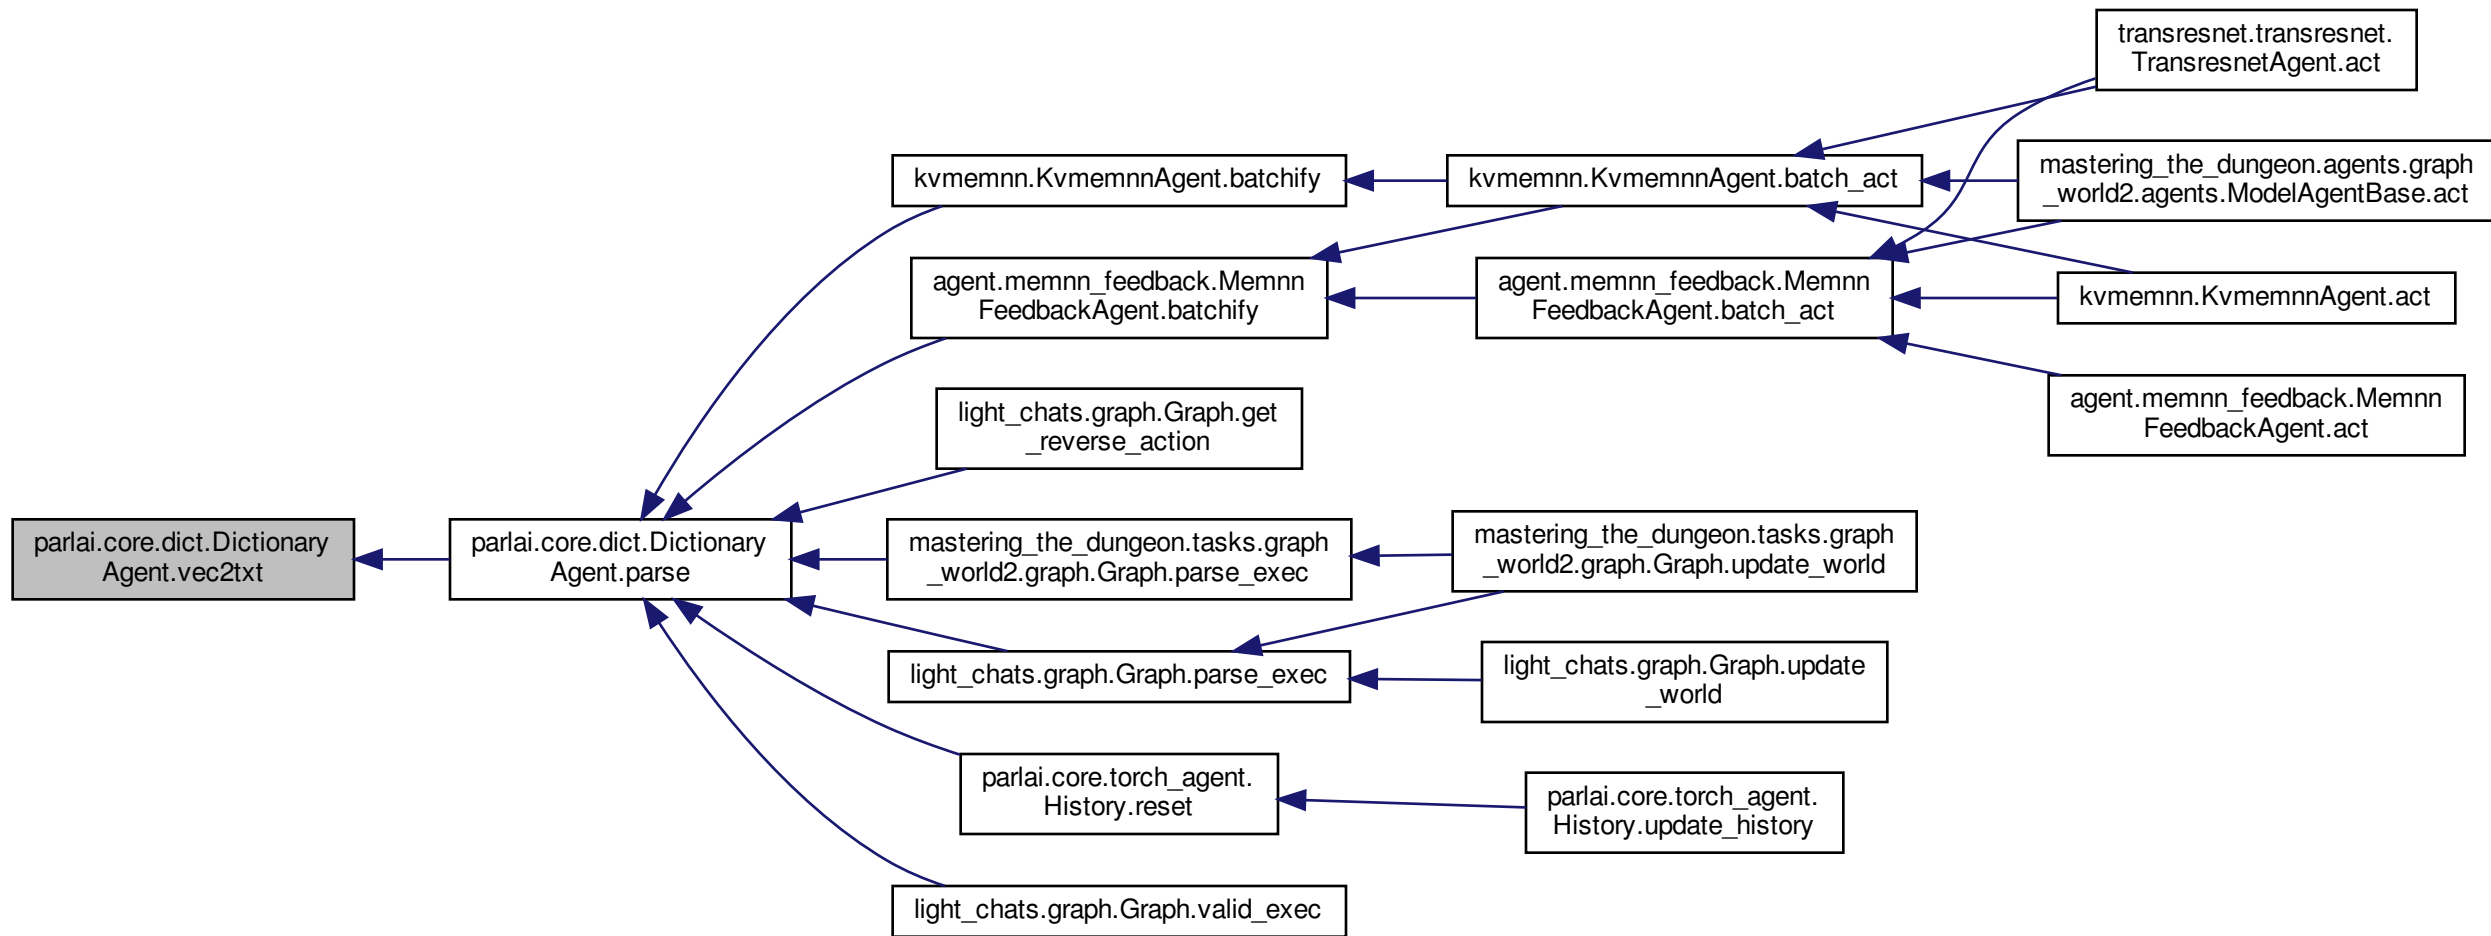 parlai.core.dict.Dictionary
Agent.vec2txt
parlai.core.dict.Dictionary
Agent.parse
kvmemnn.KvmemnnAgent.batchify
agent.memnn_feedback.Memnn
FeedbackAgent.batchify
light_chats.graph.Graph.get
_reverse_action
mastering_the_dungeon.tasks.graph
_world2.graph.Graph.parse_exec
light_chats.graph.Graph.parse_exec
parlai.core.torch_agent.
History.reset
light_chats.graph.Graph.valid_exec
kvmemnn.KvmemnnAgent.batch_act
agent.memnn_feedback.Memnn
FeedbackAgent.batch_act
mastering_the_dungeon.tasks.graph
_world2.graph.Graph.update_world
light_chats.graph.Graph.update
_world
parlai.core.torch_agent.
History.update_history
transresnet.transresnet.
TransresnetAgent.act
mastering_the_dungeon.agents.graph
_world2.agents.ModelAgentBase.act
kvmemnn.KvmemnnAgent.act
agent.memnn_feedback.Memnn
FeedbackAgent.act